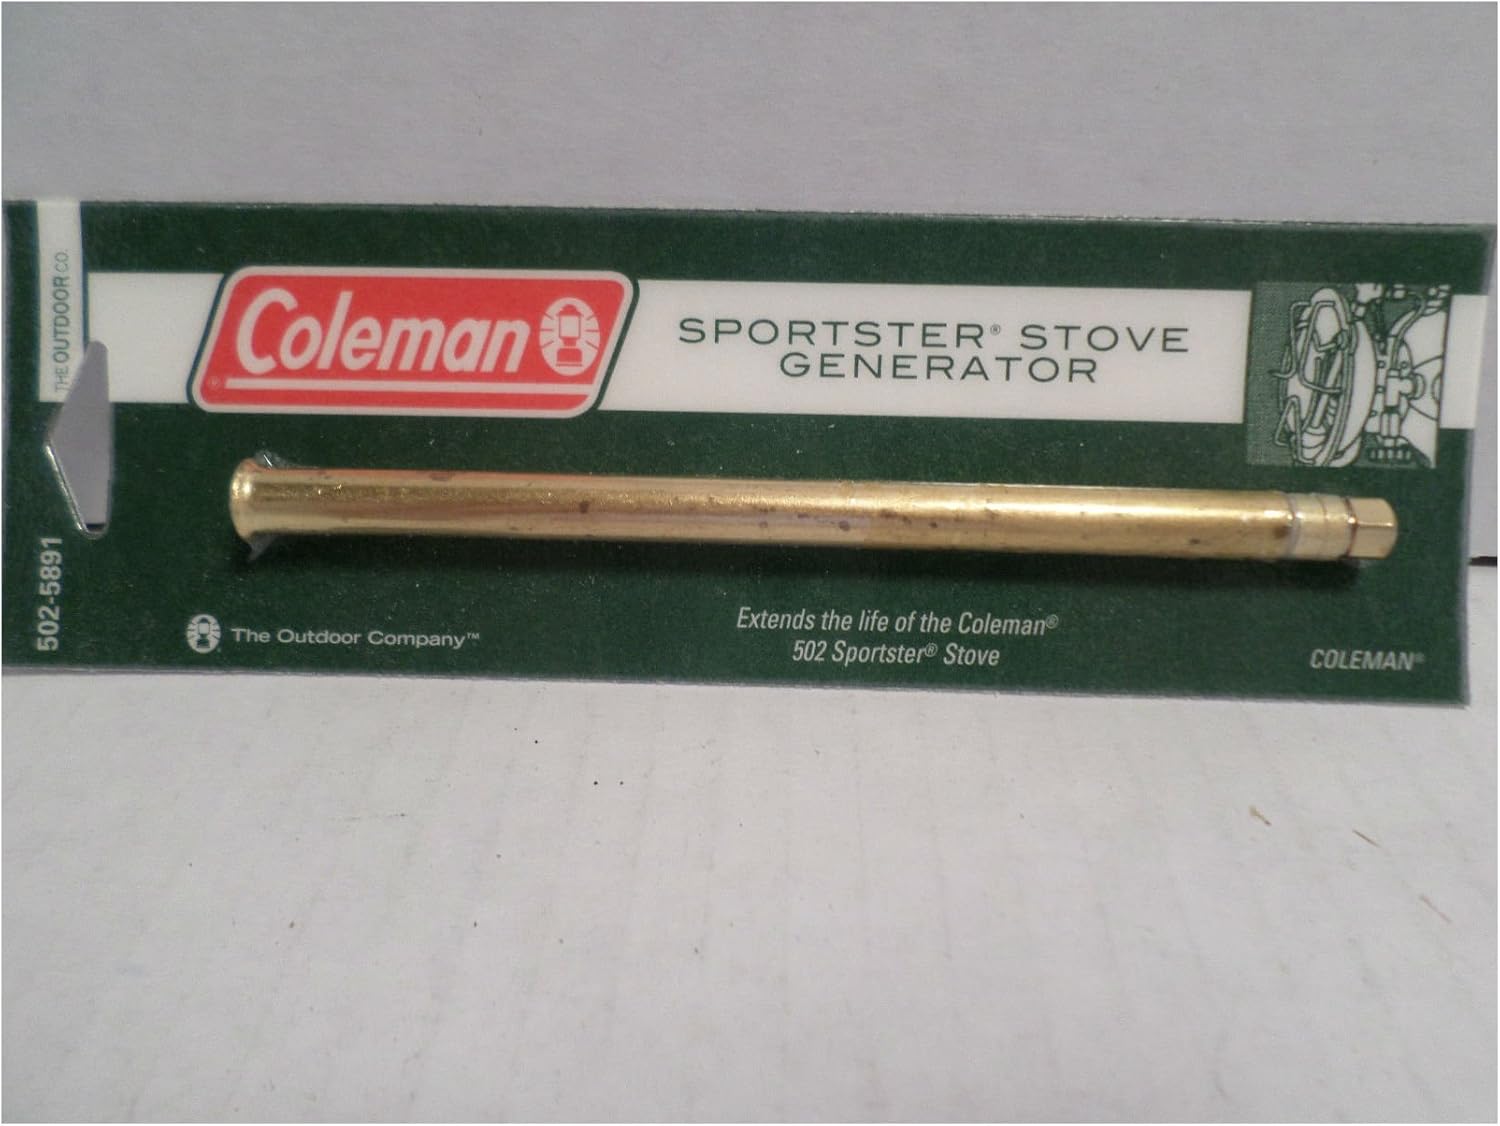 THE OUTDOOR CO.
Coleman®
SPORTSTER® STOVE
GENERATOR
502-5891
The Outdoor Company™
Extends the life of the Coleman®
502 Sportster® Stove
COLEMAN®